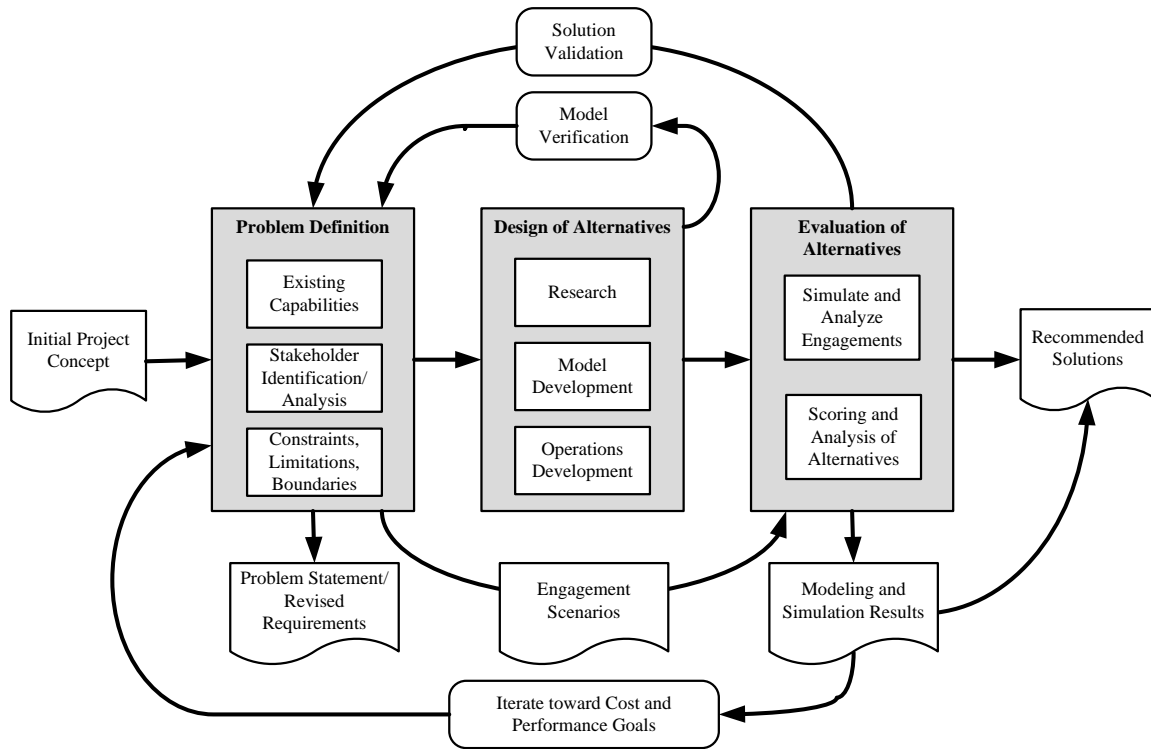 Solution
Validation
Model
Verification
Problem Definition
Existing
Capabilities
Stakeholder
Identification/
Analysis
Constraints,
Limitations,
Boundaries
Design of Alternatives
Research
Model
Development
Operations
Development
Evaluation of
Alternatives
Simulate and
Analyze
Engagements
Scoring and
Analysis of
Alternatives
Initial Project
Concept
Recommended
Solutions
Problem Statement/
Revised
Requirements
Engagement
Scenarios
Modeling and
Simulation Results
Iterate toward Cost and
Performance Goals